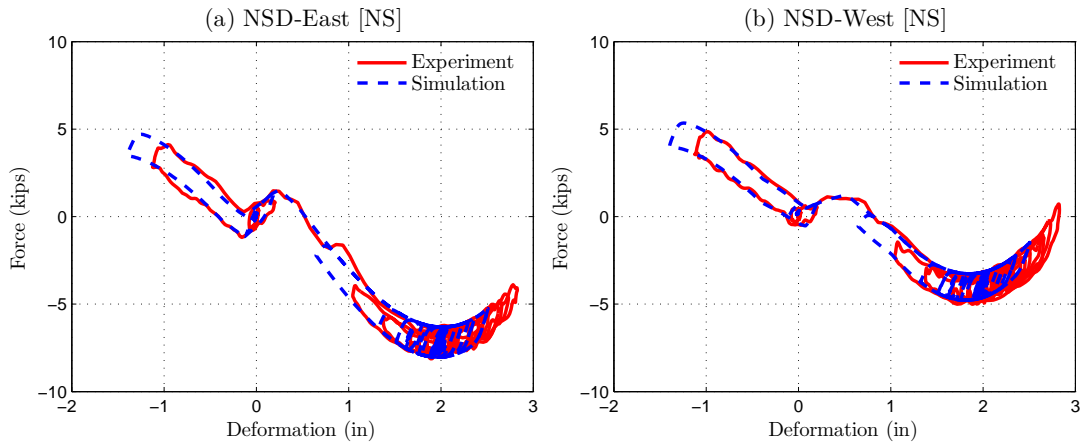 (a) NSD-East [NS]
10
5
0
−5
−10
−2
−1
0
1
2
3
Force (kips)
Deformation (in)
Experiment
Simulation
(b) NSD-West [NS]
10
5
0
−5
−10
−2
−1
0
1
2
3
Force (kips)
Deformation (in)
Experiment
Simulation